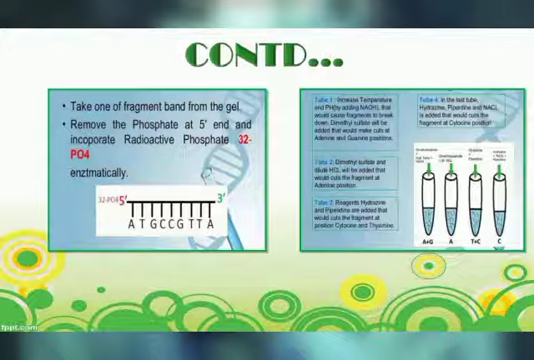 CONTD...
• Take one of fragment band from the gel.
• Remove the Phosphate at 5' end and
incoporate Radioactive Phosphate 32-
PO4
enztmatically.
32-PO4 5' 3'
A T G C C G T T A
Tube 1: Increase Temperature
and PH(by adding NAOH), that
would cause fragments to break
down. Dimethyl sulfate will be
added that would make cuts at
Adenine and Guanine positions.
Tube 2: Dimethyl sulfate and
dilute HCL will be added that
would cuts the fragment at
Adenine position.
Tube 3: Reagents Hydrazine
and Piperidine are added that
would cuts the fragment at
position Cytocine and Thyamine.
Tube 4: In the last tube,
Hydrazine, Piperdine and NACL
is added that would cuts the
fragment at Cytocine position
A+G A T+C C
fppt.com